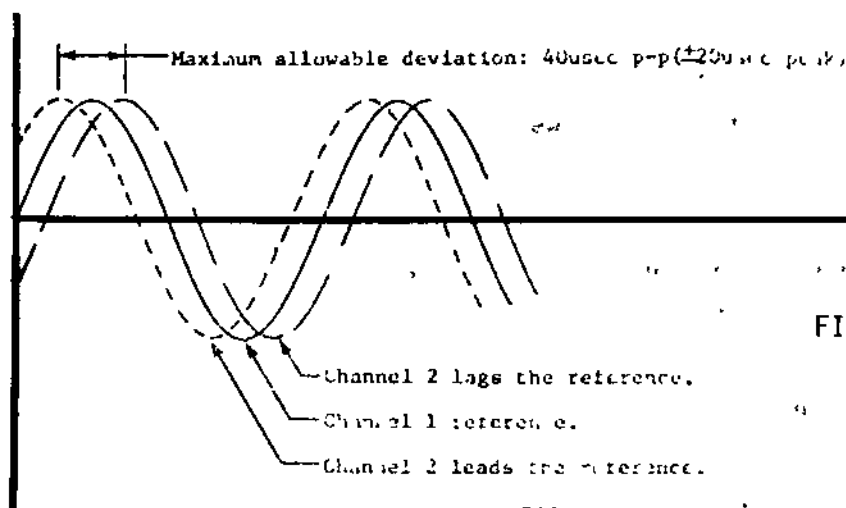 Maximum allowable deviation: 40usec p-p(±20usec peak)
FI
Channel 2 lags the reference.
Channel 1 reference.
Channel 2 leads the reference.